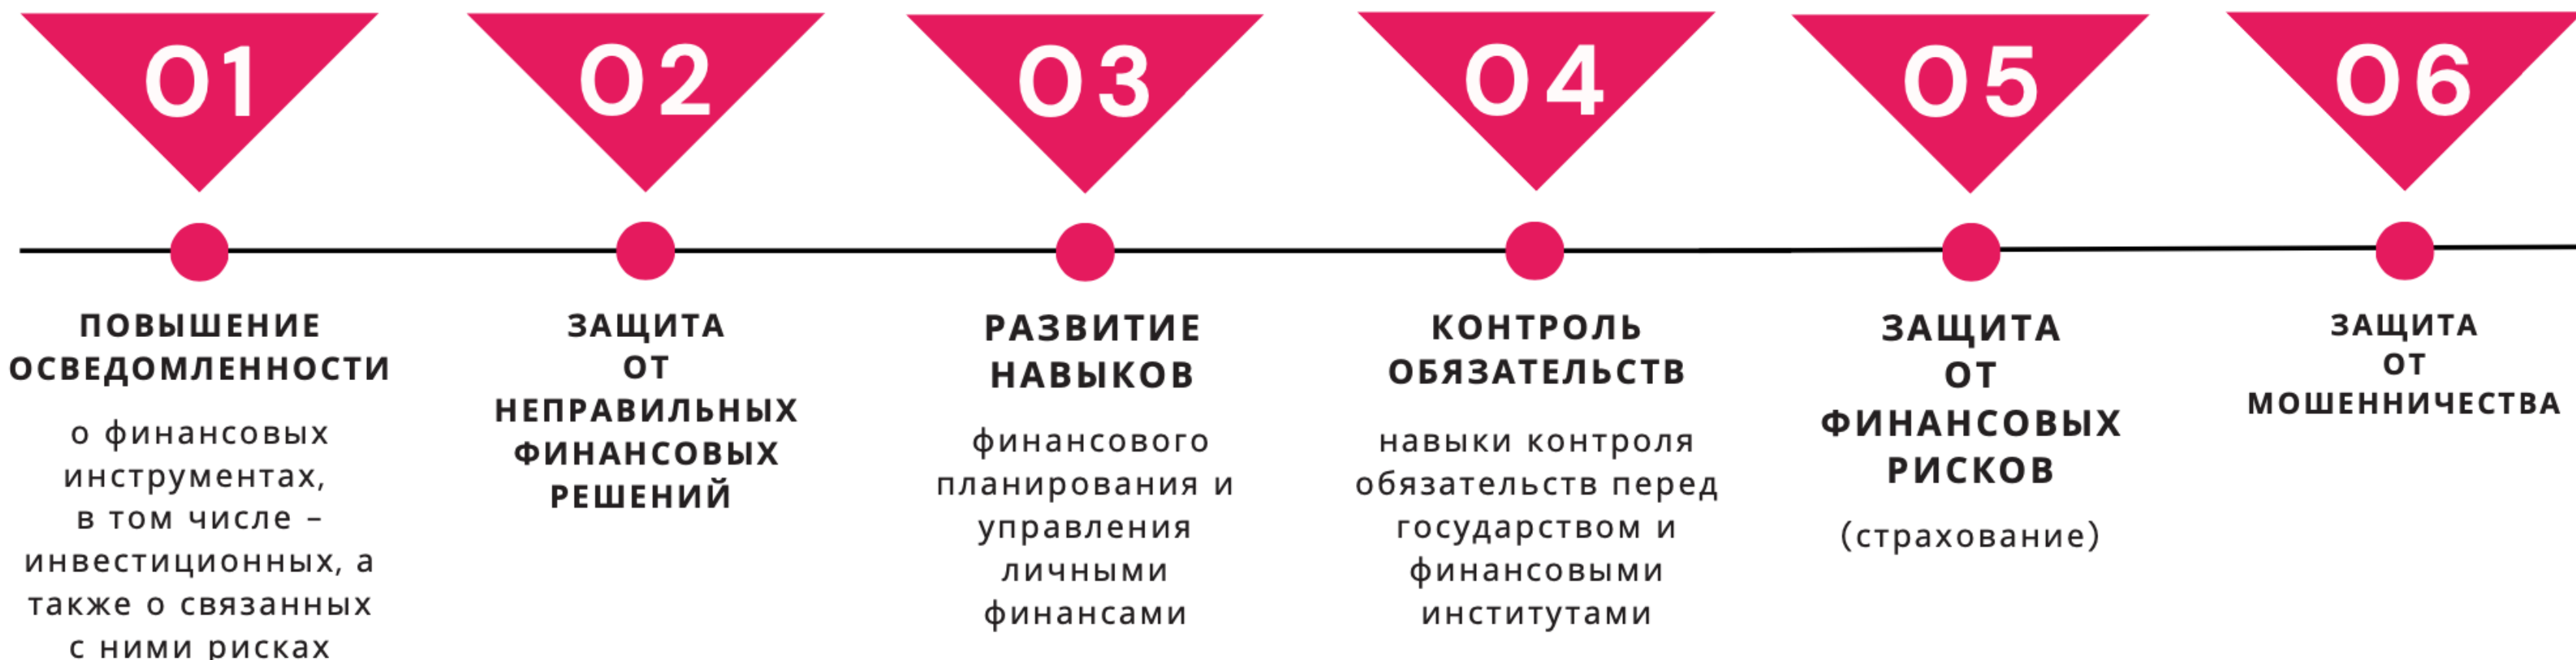 01
ПОВЫШЕНИЕ
ОСВЕДОМЛЕННОСТИ
о финансовых
инструментах,
в том числе –
инвестиционных, а
также о связанных
с ними рисках
02
ЗАЩИТА
ОТ
НЕПРАВИЛЬНЫХ
ФИНАНСОВЫХ
РЕШЕНИЙ
03
РАЗВИТИЕ
НАВЫКОВ
финансового
планирования и
управления
личными
финансами
04
КОНТРОЛЬ
ОБЯЗАТЕЛЬСТВ
навыки контроля
обязательств перед
государством и
финансовыми
институтами
05
ЗАЩИТА
ОТ
ФИНАНСОВЫХ
РИСКОВ
(страхование)
06
ЗАЩИТА
ОТ
МОШЕННИЧЕСТВА